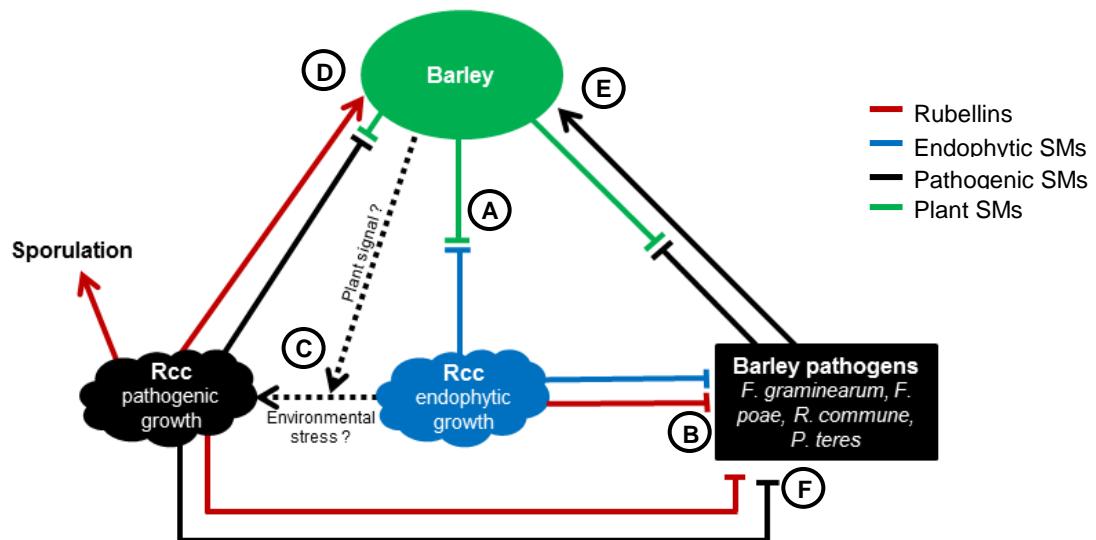 D
Barley
E
Rubellins
Endophytic SMs
Pathogenic SMs
Plant SMs
A
Plant signal ?
Sporulation
C
Rcc
pathogenic
growth
Environmental
stress ?
Rcc
endophytic
growth
B
Barley pathogens
F. graminearum, F.
poae, R. commune,
P. teres
F